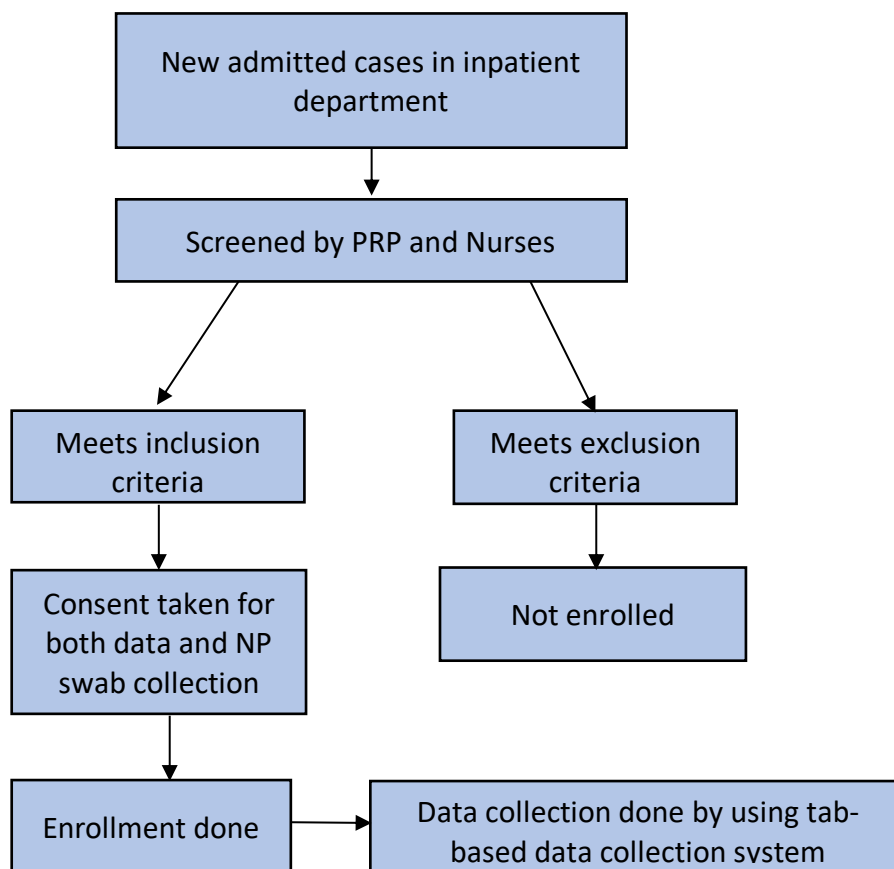 New admitted cases in inpatient
department
Screened by PRP and Nurses
Meets inclusion
criteria
Meets exclusion
criteria
Consent taken for
both data and NP
swab collection
Not enrolled
Enrollment done
Data collection done by using tab-
based data collection system